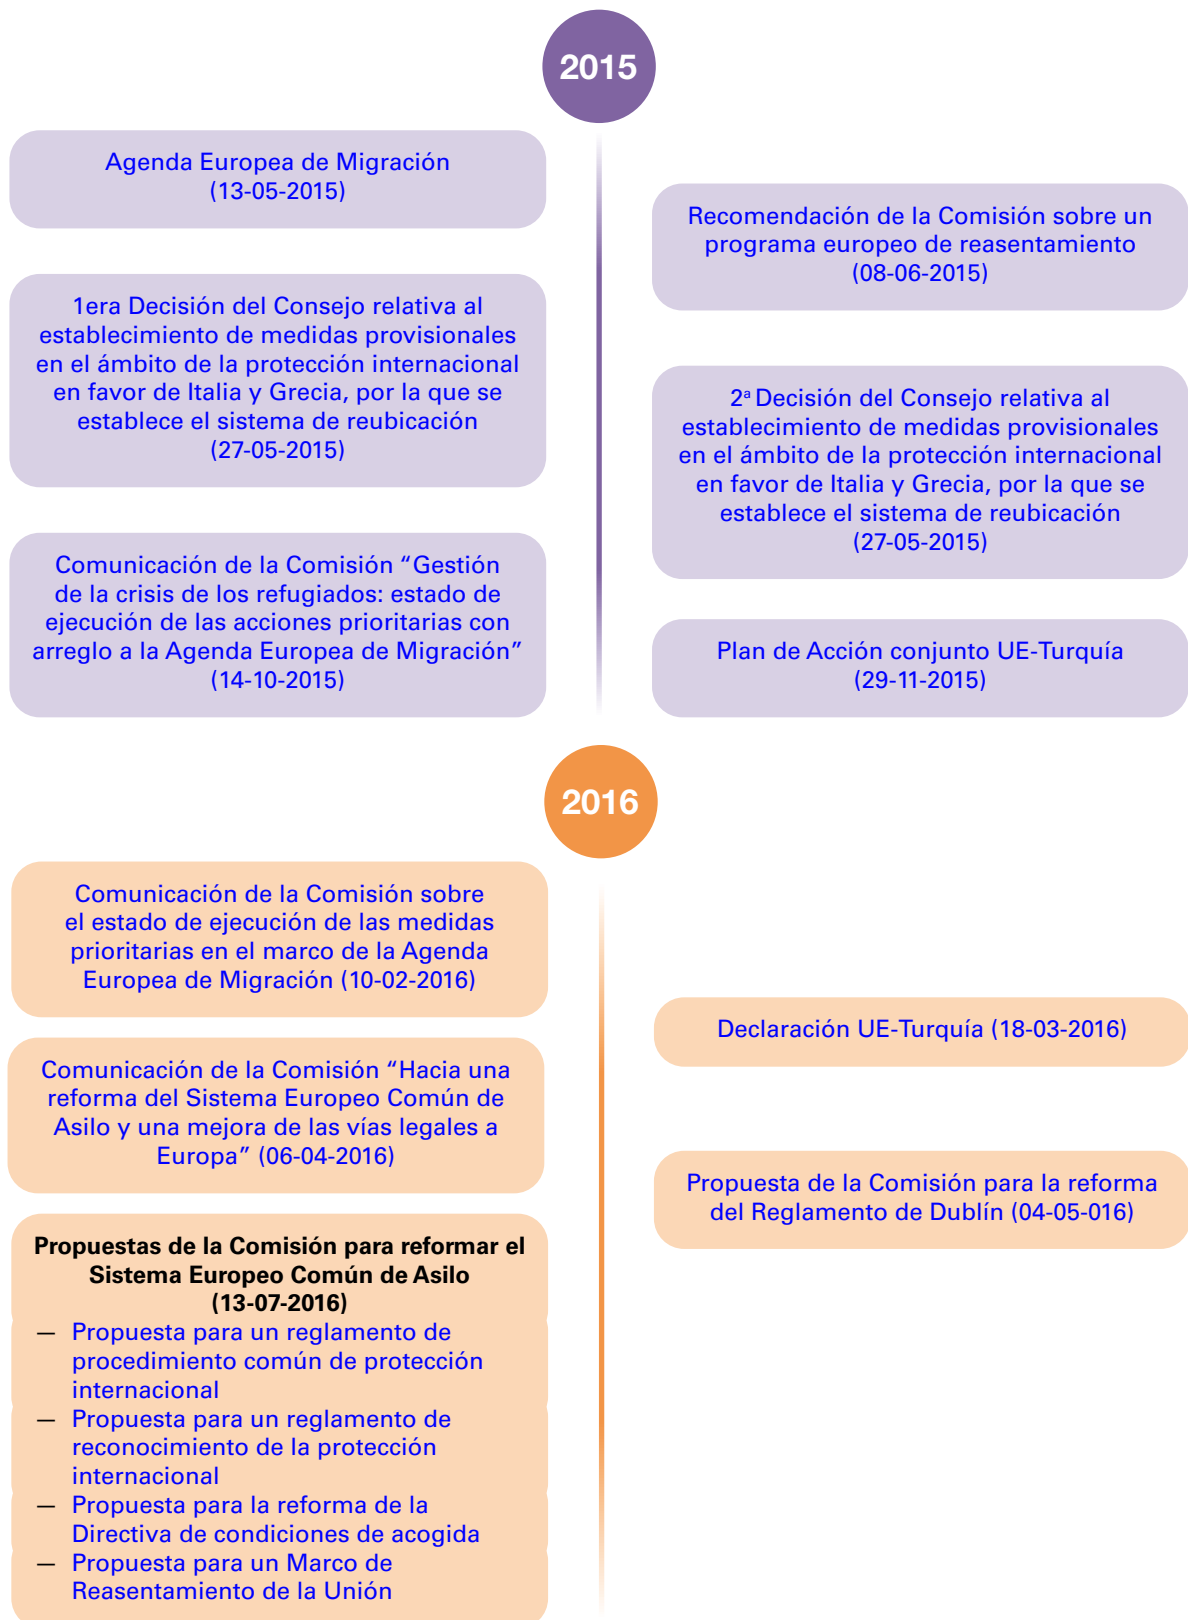 2015
Agenda Europea de Migración
(13-05-2015)
Recomendación de la Comisión sobre un
programa europeo de reasentamiento
(08-06-2015)
1era Decisión del Consejo relativa al
establecimiento de medidas provisionales
en el ámbito de la protección internacional
en favor de Italia y Grecia, por la que se
establece el sistema de reubicación
(27-05-2015)
2ª Decisión del Consejo relativa al
establecimiento de medidas provisionales
en el ámbito de la protección internacional
en favor de Italia y Grecia, por la que se
establece el sistema de reubicación
(27-05-2015)
Comunicación de la Comisión “Gestión
de la crisis de los refugiados: estado de
ejecución de las acciones prioritarias con
arreglo a la Agenda Europea de Migración”
(14-10-2015)
Plan de Acción conjunto UE-Turquía
(29-11-2015)
2016
Comunicación de la Comisión sobre
el estado de ejecución de las medidas
prioritarias en el marco de la Agenda
Europea de Migración (10-02-2016)
Declaración UE-Turquía (18-03-2016)
Comunicación de la Comisión “Hacia una
reforma del Sistema Europeo Común de
Asilo y una mejora de las vías legales a
Europa” (06-04-2016)
Propuesta de la Comisión para la reforma
del Reglamento de Dublín (04-05-016)
Propuestas de la Comisión para reformar el
Sistema Europeo Común de Asilo
(13-07-2016)
— Propuesta para un reglamento de
procedimiento común de protección
internacional
— Propuesta para un reglamento de
reconocimiento de la protección
internacional
— Propuesta para la reforma de la
Directiva de condiciones de acogida
— Propuesta para un Marco de
Reasentamiento de la Unión